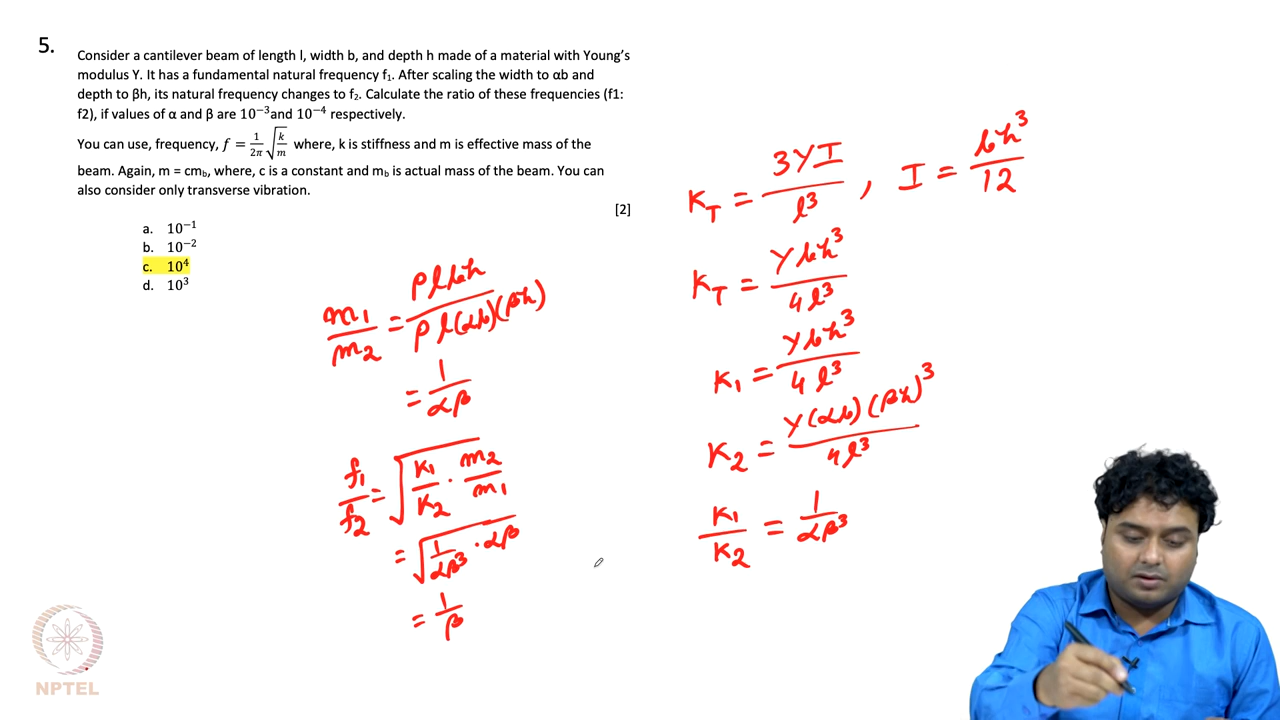 5.
Consider a cantilever beam of length l, width b, and depth h made of a material with Young's
modulus Y. It has a fundamental natural frequency f₁. After scaling the width to αb and
depth to βh, its natural frequency changes to f₂. Calculate the ratio of these frequencies (f1:
f2), if values of α and β are 10⁻³and 10⁻⁴ respectively.
You can use, frequency, f = 1/2π √(k/m) where, k is stiffness and m is effective mass of the
beam. Again, m = cm_b, where, c is a constant and m_b is actual mass of the beam. You can
also consider only transverse vibration.
[2]
a. 10⁻¹
b. 10⁻²
c. 10⁴
d. 10³
m₁/m₂ = ρlbh/ρl(αb)(βh)
= 1/αβ
f₁/f₂ = √(K₁/K₂ · m₂/m₁)
= √(1/αβ³ · αβ)
= 1/β
K_T = 3YI/l³ , I = bh³/12
K_T = Ybh³/4l³
K₁ = Ybh³/4l³
K₂ = Y(αb)(βh)³/4l³
K₁/K₂ = 1/αβ³
NPTEL